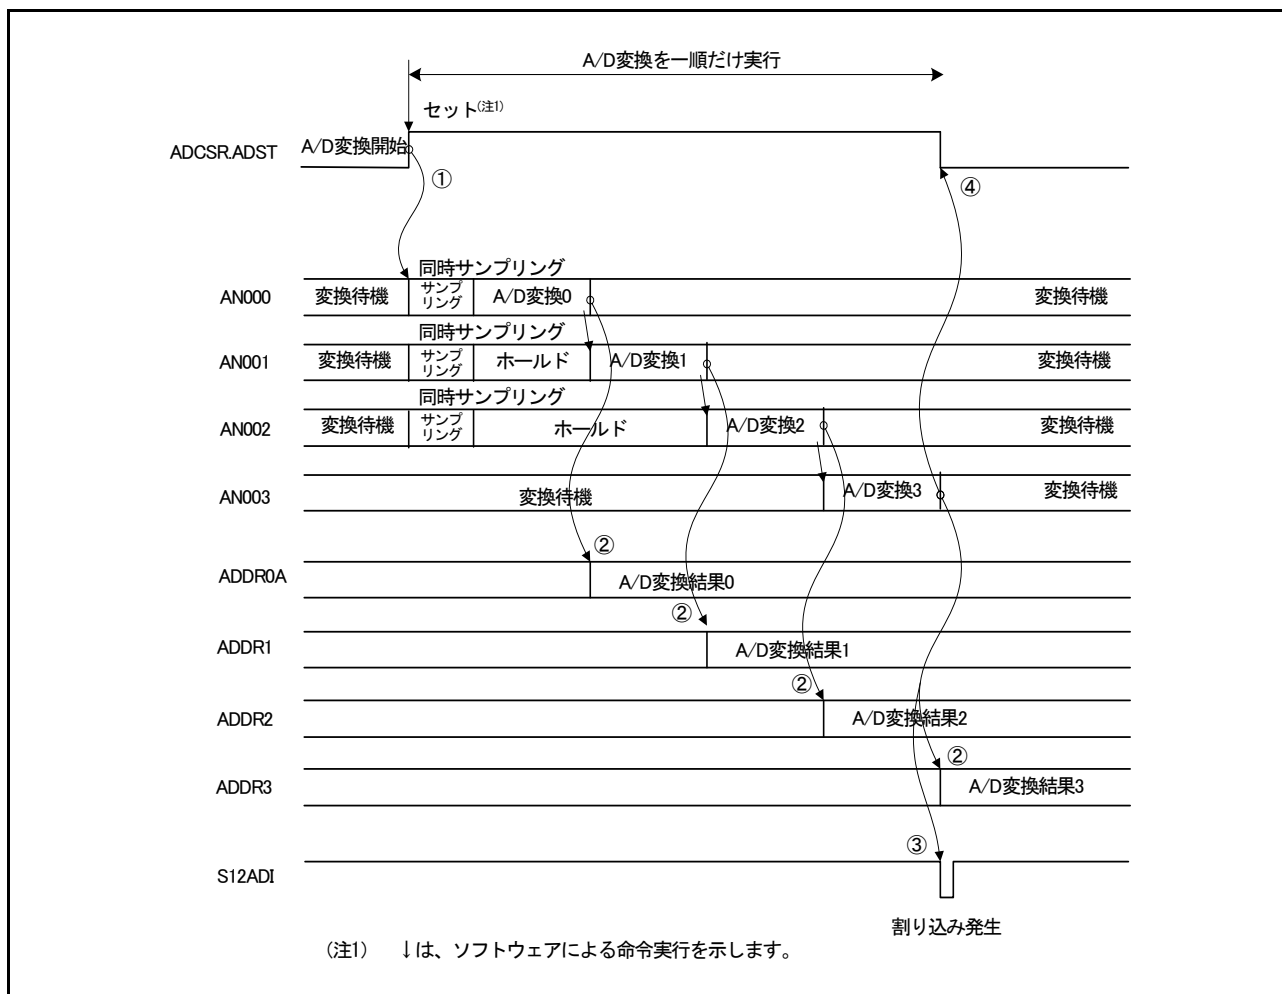 A/D変換を一順だけ実行
セット(注1)
ADCSR.ADST A/D変換開始
① ④
同時サンプリング
AN000 変換待機 サンプリング A/D変換0 変換待機
同時サンプリング
AN001 変換待機 サンプリング ホールド A/D変換1 変換待機
同時サンプリング
AN002 変換待機 サンプリング ホールド A/D変換2 変換待機
AN003 変換待機 A/D変換3 変換待機
②
ADDR0A A/D変換結果0
②
ADDR1 A/D変換結果1
②
ADDR2 A/D変換結果2
②
ADDR3 A/D変換結果3
③
S12ADI
割り込み発生
(注1) ↓は、ソフトウェアによる命令実行を示します。